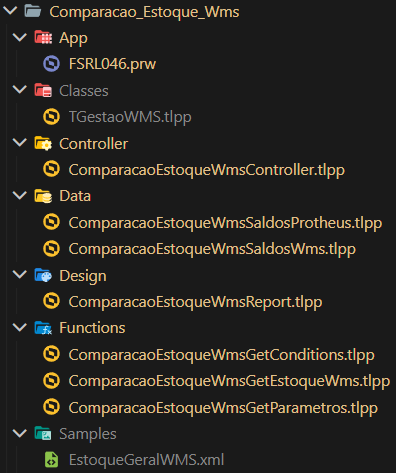 Comparacao_Estoque_Wms
App
FSRL046.prw
Classes
TGestaoWMS.tlpp
Controller
ComparacaoEstoqueWmsController.tlpp
Data
ComparacaoEstoqueWmsSaldosProtheus.tlpp
ComparacaoEstoqueWmsSaldosWms.tlpp
Design
ComparacaoEstoqueWmsReport.tlpp
Functions
ComparacaoEstoqueWmsGetConditions.tlpp
ComparacaoEstoqueWmsGetEstoqueWms.tlpp
ComparacaoEstoqueWmsGetParametros.tlpp
Samples
EstoqueGeralWMS.xml